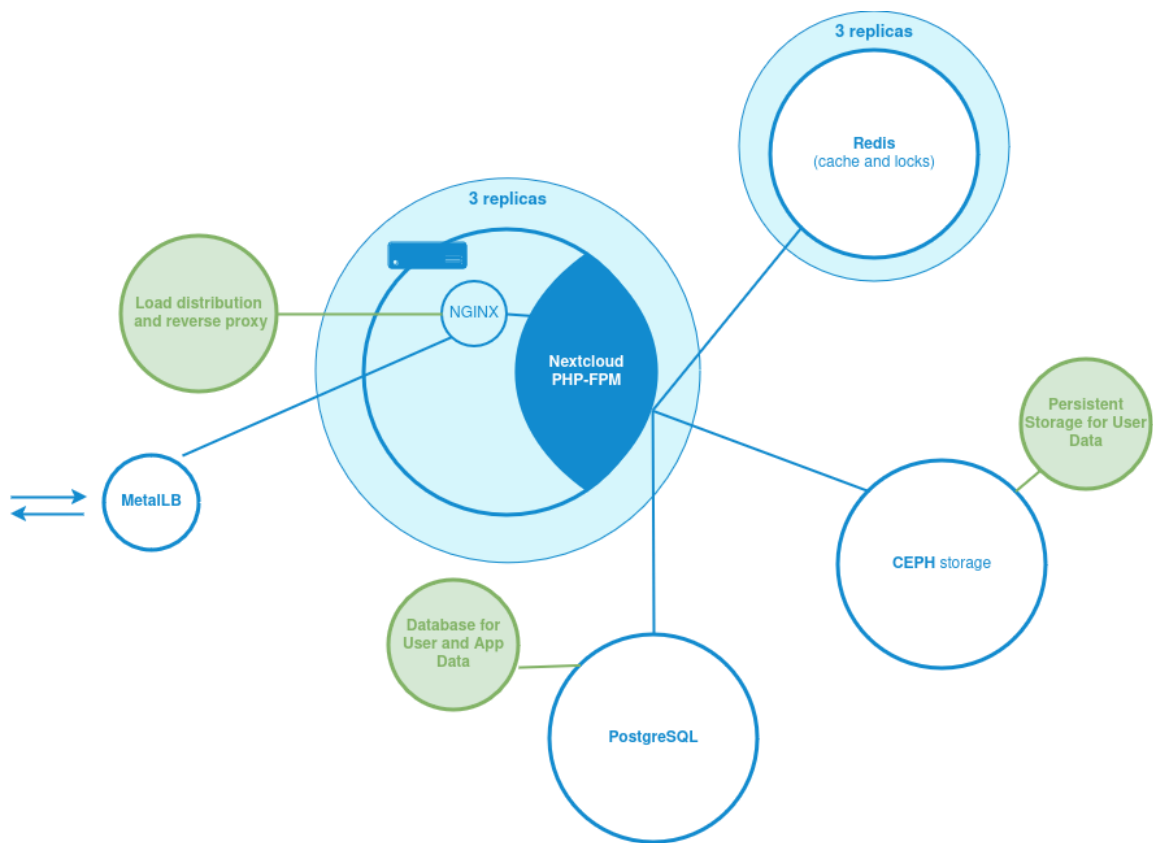 3 replicas
Redis
(cache and locks)
3 replicas
Load distribution
and reverse proxy
NGINX
Nextcloud
PHP-FPM
Persistent
Storage for User
Data
MetalLB
CEPH storage
Database for
User and App
Data
PostgreSQL